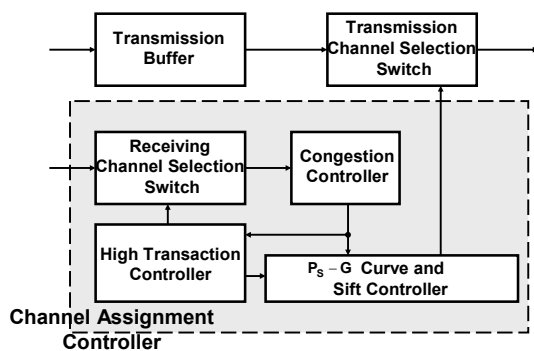 Transmission
Buffer
Transmission
Channel Selection
Switch
Receiving
Channel Selection
Switch
Congestion
Controller
High Transaction
Controller
P_S – G Curve and
Sift Controller
Channel Assignment
Controller